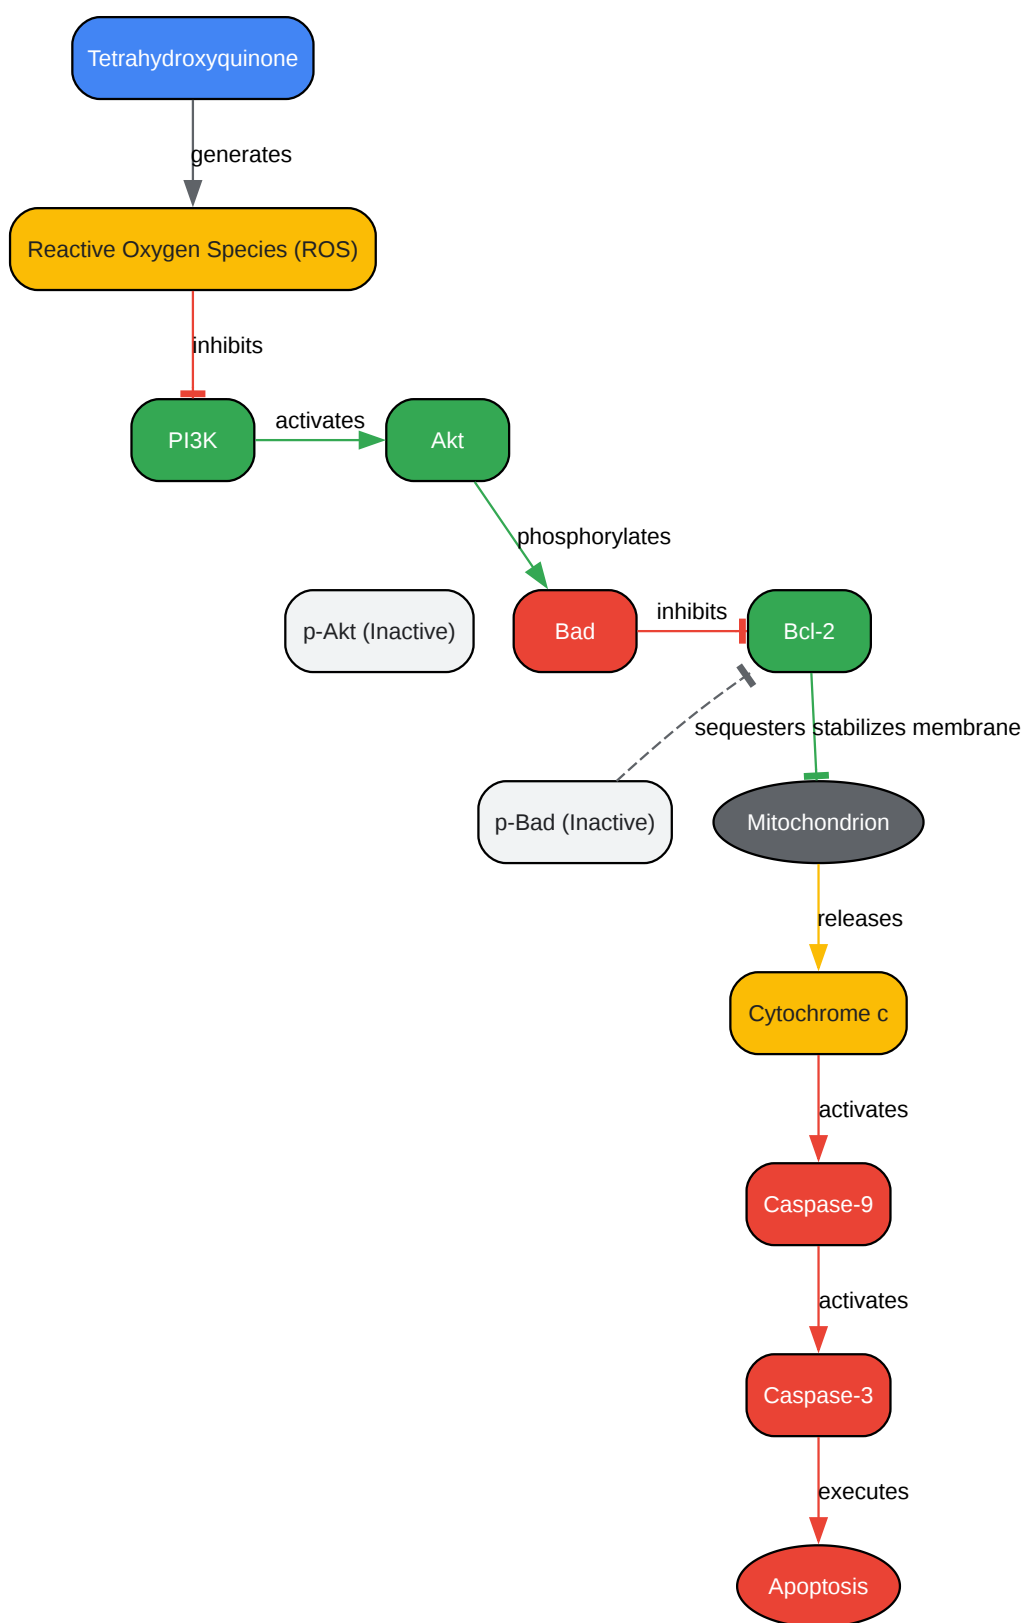 Tetrahydroxyquinone
generates
Reactive Oxygen Species (ROS)
inhibits
PI3K
activates
Akt
phosphorylates
p-Akt (Inactive)
Bad
inhibits
Bcl-2
sequesters
stabilizes membrane
p-Bad (Inactive)
Mitochondrion
releases
Cytochrome c
activates
Caspase-9
activates
Caspase-3
executes
Apoptosis